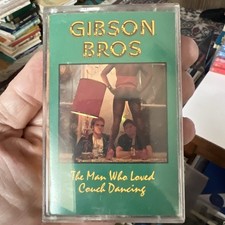 GIBSON
BROS
The Man Who Loved
Couch Dancing